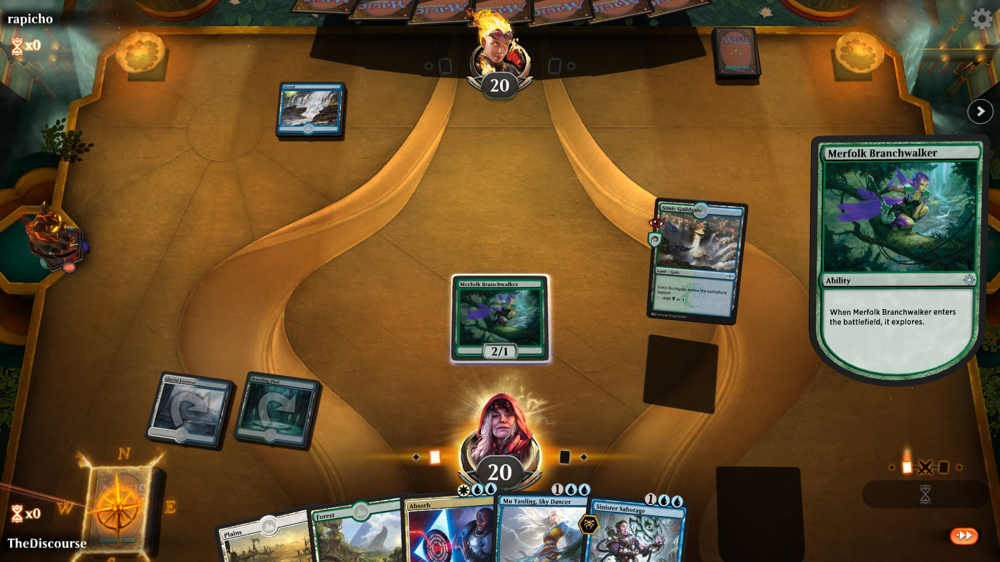 rapicho
x0
20
Island
MAGIC
Merfolk Branchwalker
Ability
When Merfolk Branchwalker enters
the battlefield, it explores.
Simic Guildgate
Land - Gate
Simic Guildgate enters the battlefield
tapped.
: Add or
ADAM PAQUETTE
Merfolk Branchwalker
2/1
Glacial Fortress
Breeding Pool
20
N
W
E
x0
TheDiscourse
Plains
Forest
Absorb
Mu Yanling, Sky Dancer
1
Sinister Sabotage
1